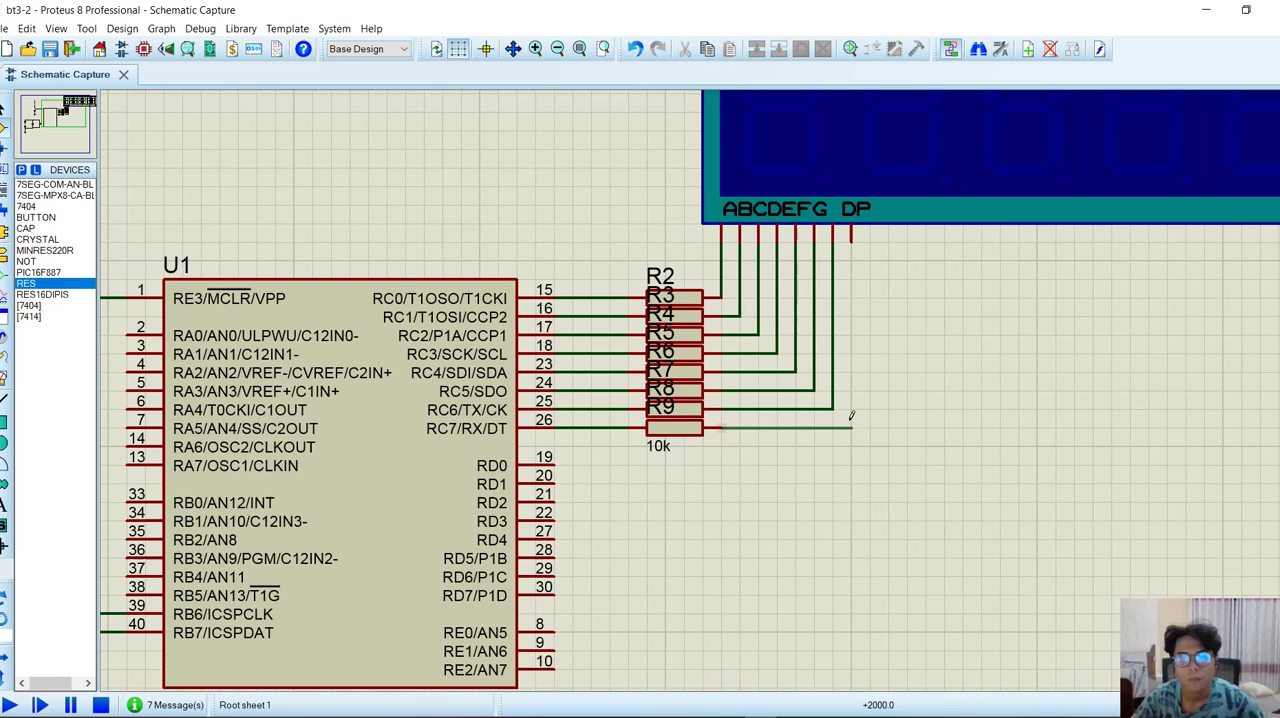 bt3-2 - Proteus 8 Professional - Schematic Capture
le Edit View Tool Design Graph Debug Library Template System Help
Base Design
Schematic Capture
P L DEVICES
7SEG-COM-AN-BL
7SEG-MPX8-CA-BL
7404
BUTTON
CAP
CRYSTAL
MINRES220R
NOT
PIC16F887
RES
RES16DIPIS
[7404]
[7414]
ABCDEFG DP
U1
1 RE3/MCLR/VPP
2 RA0/AN0/ULPWU/C12IN0-
3 RA1/AN1/C12IN1-
4 RA2/AN2/VREF-/CVREF/C2IN+
5 RA3/AN3/VREF+/C1IN+
6 RA4/T0CKI/C1OUT
7 RA5/AN4/SS/C2OUT
14 RA6/OSC2/CLKOUT
13 RA7/OSC1/CLKIN
33 RB0/AN12/INT
34 RB1/AN10/C12IN3-
35 RB2/AN8
36 RB3/AN9/PGM/C12IN2-
37 RB4/AN11
38 RB5/AN13/T1G
39 RB6/ICSPCLK
40 RB7/ICSPDAT
RC0/T1OSO/T1CKI 15
RC1/T1OSI/CCP2 16
RC2/P1A/CCP1 17
RC3/SCK/SCL 18
RC4/SDI/SDA 23
RC5/SDO 24
RC6/TX/CK 25
RC7/RX/DT 26
RD0 19
RD1 20
RD2 21
RD3 22
RD4 27
RD5/P1B 28
RD6/P1C 29
RD7/P1D 30
RE0/AN5 8
RE1/AN6 9
RE2/AN7 10
R2
R3
R4
R5
R6
R7
R8
R9
10k
7 Message(s) Root sheet 1 +2000.0